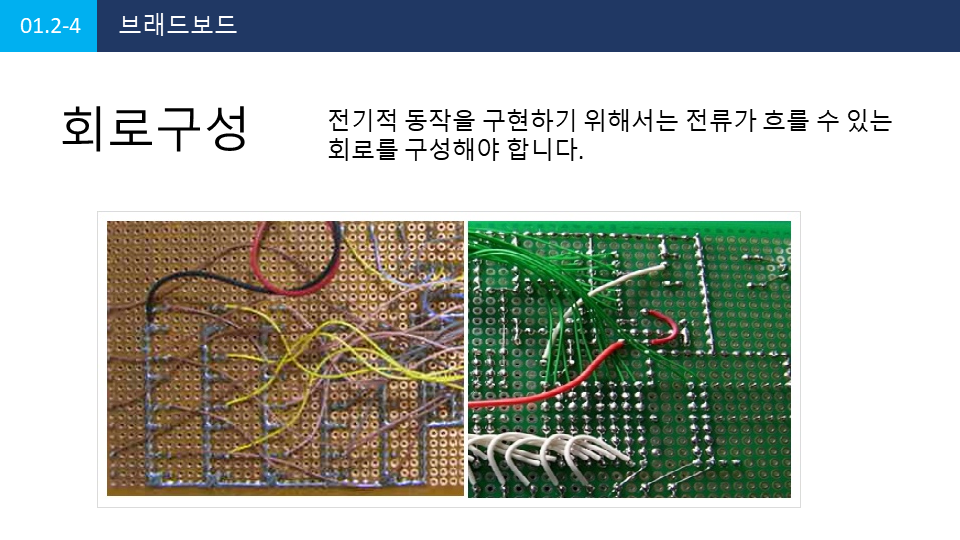 01.2-4 브래드보드
회로구성
전기적 동작을 구현하기 위해서는 전류가 흐를 수 있는
회로를 구성해야 합니다.